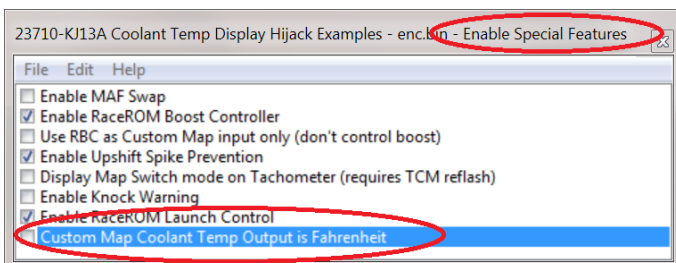 23710-KJ13A Coolant Temp Display Hijack Examples - enc.bin - Enable Special Features
File Edit Help
Enable MAF Swap
Enable RaceROM Boost Controller
Use RBC as Custom Map input only (don't control boost)
Enable Upshift Spike Prevention
Display Map Switch mode on Tachometer (requires TCM reflash)
Enable Knock Warning
Enable RaceROM Launch Control
Custom Map Coolant Temp Output is Fahrenheit